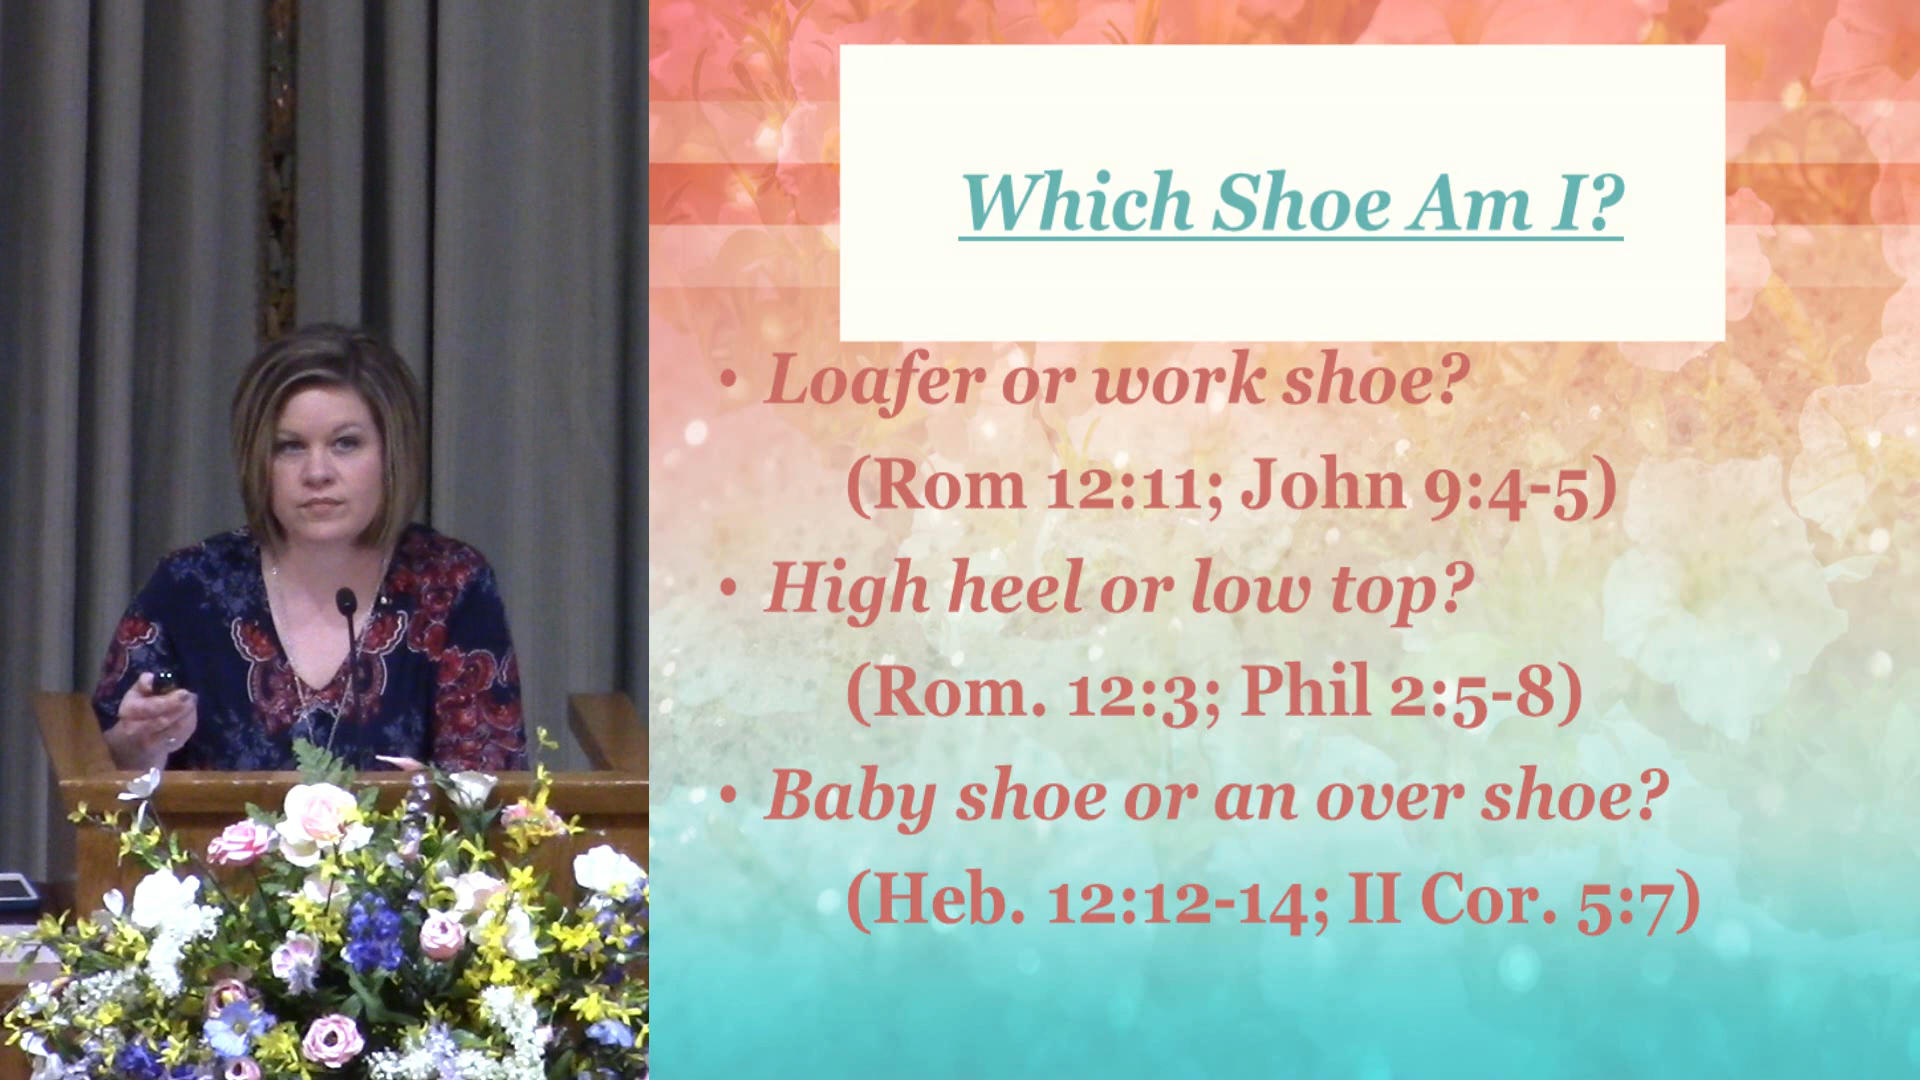 Which Shoe Am I?
• Loafer or work shoe?
(Rom 12:11; John 9:4-5)
• High heel or low top?
(Rom. 12:3; Phil 2:5-8)
• Baby shoe or an over shoe?
(Heb. 12:12-14; II Cor. 5:7)